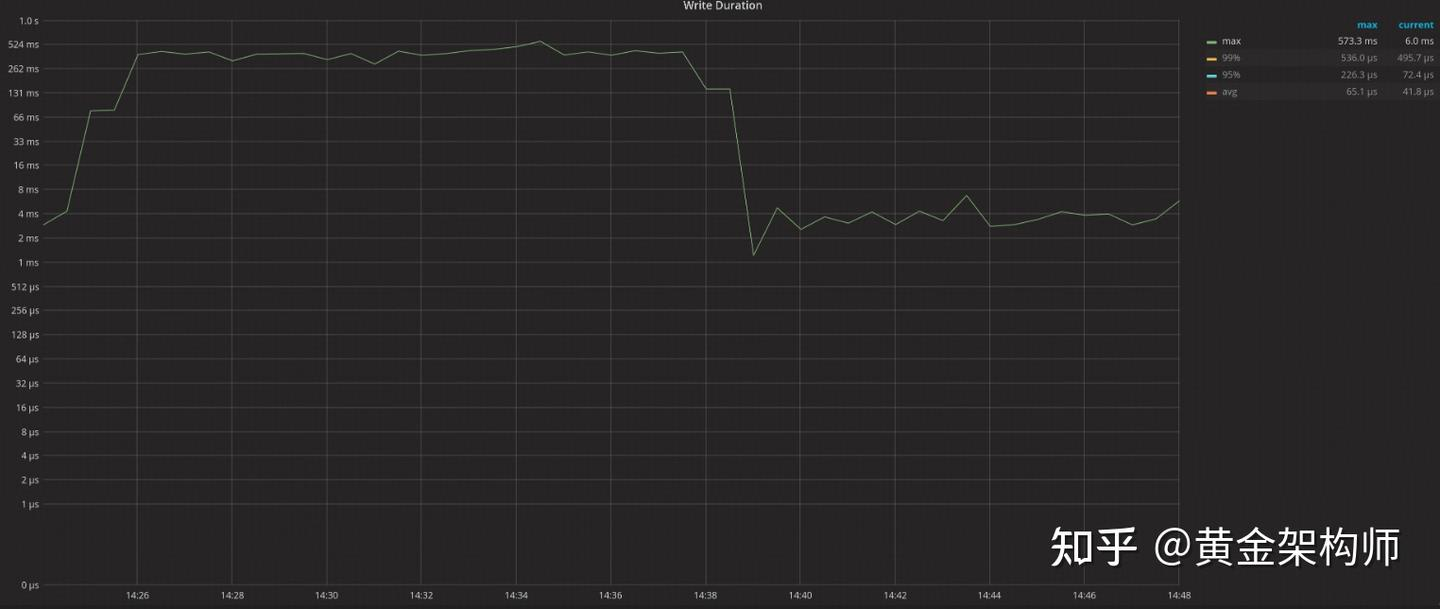 Write Duration
1.0 s
524 ms
262 ms
131 ms
66 ms
33 ms
16 ms
8 ms
4 ms
2 ms
1 ms
512 µs
256 µs
128 µs
64 µs
32 µs
16 µs
8 µs
4 µs
2 µs
1 µs
0 µs
14:26 14:28 14:30 14:32 14:34 14:36 14:38 14:40 14:42 14:44 14:46 14:48
max current
max 573.3 ms 6.0 ms
99% 536.0 µs 495.7 µs
95% 226.3 µs 72.4 µs
avg 65.1 µs 41.8 µs
知乎 @黄金架构师